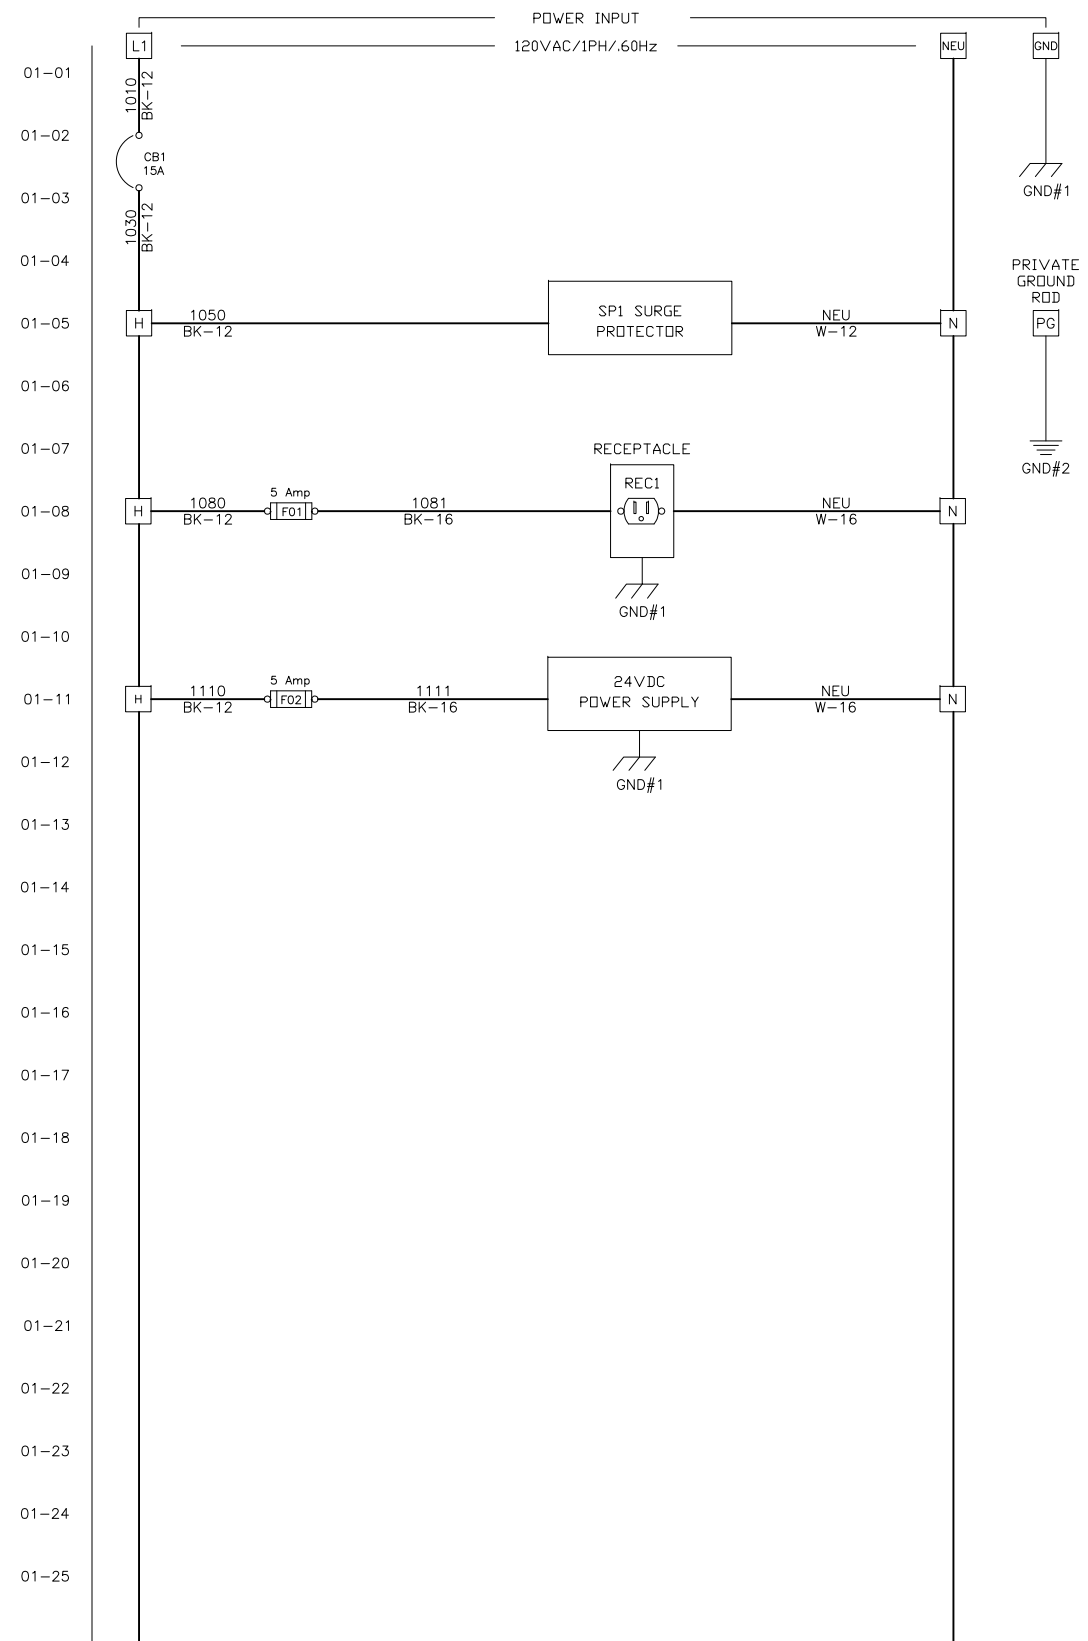 POWER INPUT
L1
120VAC/1PH/.60Hz
NEU
GND
01-01
1010
BK-12
01-02
CB1
15A
01-03
GND#1
1030
BK-12
01-04
PRIVATE
GROUND
ROD
01-05
H
1050
BK-12
SP1 SURGE
PROTECTOR
NEU
W-12
N
PG
01-06
01-07
RECEPTACLE
GND#2
01-08
H
1080
BK-12
5 Amp
F01
1081
BK-16
REC1
NEU
W-16
N
01-09
GND#1
01-10
01-11
H
1110
BK-12
5 Amp
F02
1111
BK-16
24VDC
POWER SUPPLY
NEU
W-16
N
01-12
GND#1
01-13
01-14
01-15
01-16
01-17
01-18
01-19
01-20
01-21
01-22
01-23
01-24
01-25